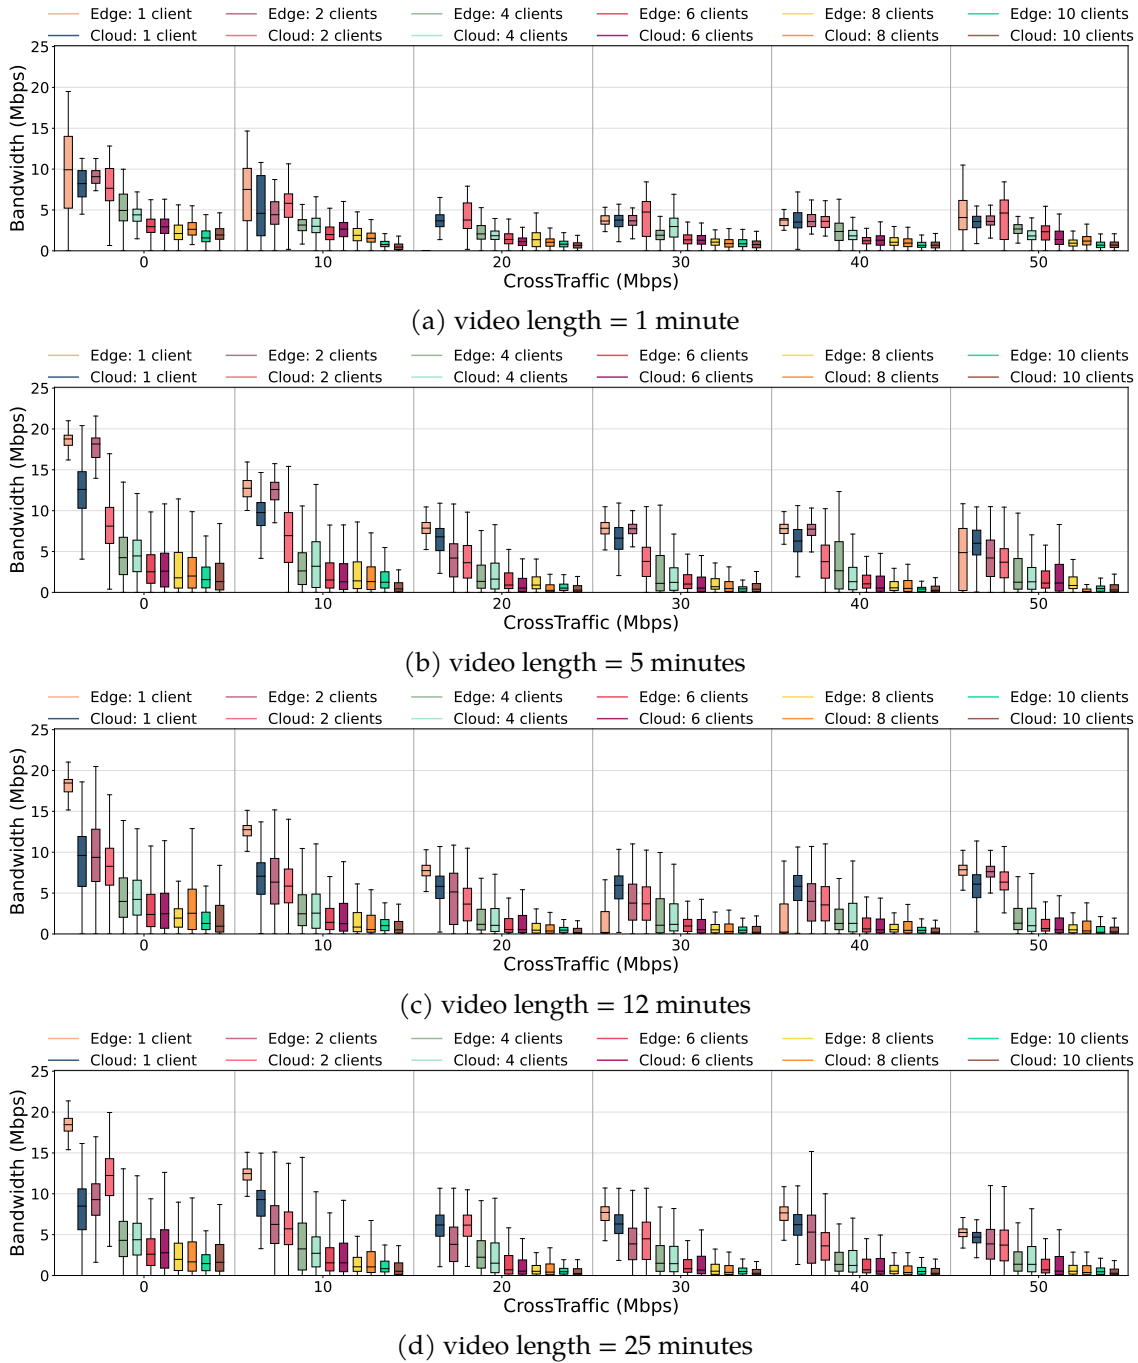 Edge: 1 client Edge: 2 clients Edge: 4 clients Edge: 6 clients Edge: 8 clients Edge: 10 clients
Cloud: 1 client Cloud: 2 clients Cloud: 4 clients Cloud: 6 clients Cloud: 8 clients Cloud: 10 clients
25
20
15
10
5
0
Bandwidth (Mbps)
0 10 20 30 40 50
CrossTraffic (Mbps)
(a) video length = 1 minute
Edge: 1 client Edge: 2 clients Edge: 4 clients Edge: 6 clients Edge: 8 clients Edge: 10 clients
Cloud: 1 client Cloud: 2 clients Cloud: 4 clients Cloud: 6 clients Cloud: 8 clients Cloud: 10 clients
25
20
15
10
5
0
Bandwidth (Mbps)
0 10 20 30 40 50
CrossTraffic (Mbps)
(b) video length = 5 minutes
Edge: 1 client Edge: 2 clients Edge: 4 clients Edge: 6 clients Edge: 8 clients Edge: 10 clients
Cloud: 1 client Cloud: 2 clients Cloud: 4 clients Cloud: 6 clients Cloud: 8 clients Cloud: 10 clients
25
20
15
10
5
0
Bandwidth (Mbps)
0 10 20 30 40 50
CrossTraffic (Mbps)
(c) video length = 12 minutes
Edge: 1 client Edge: 2 clients Edge: 4 clients Edge: 6 clients Edge: 8 clients Edge: 10 clients
Cloud: 1 client Cloud: 2 clients Cloud: 4 clients Cloud: 6 clients Cloud: 8 clients Cloud: 10 clients
25
20
15
10
5
0
Bandwidth (Mbps)
0 10 20 30 40 50
CrossTraffic (Mbps)
(d) video length = 25 minutes